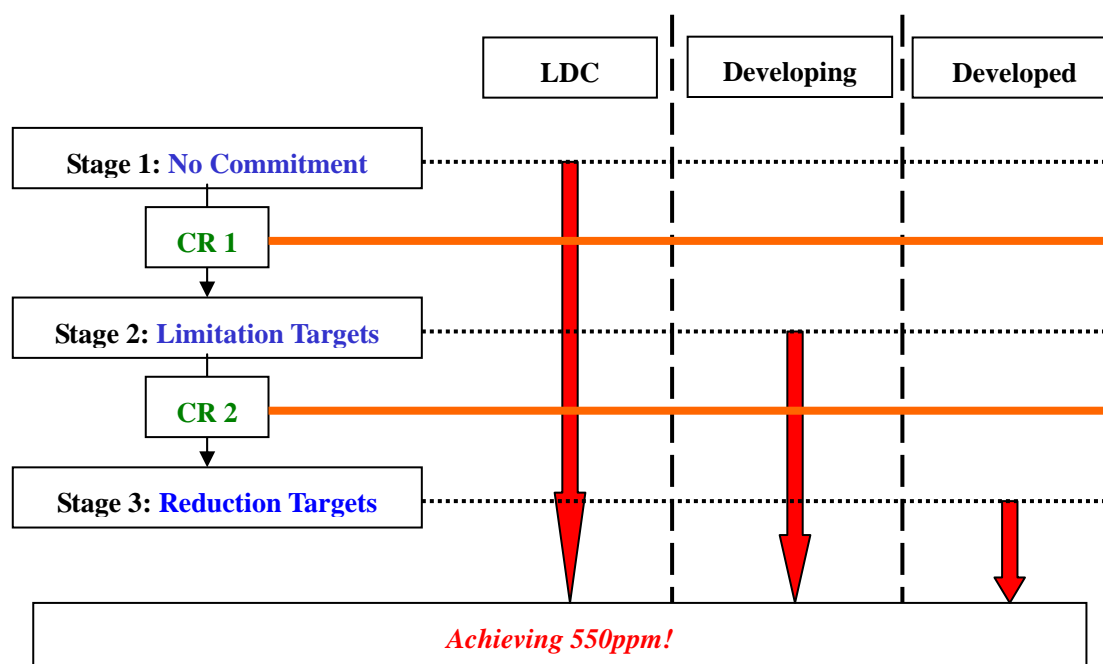 LDC
Developing
Developed
Stage 1: No Commitment
CR 1
Stage 2: Limitation Targets
CR 2
Stage 3: Reduction Targets
Achieving 550ppm!